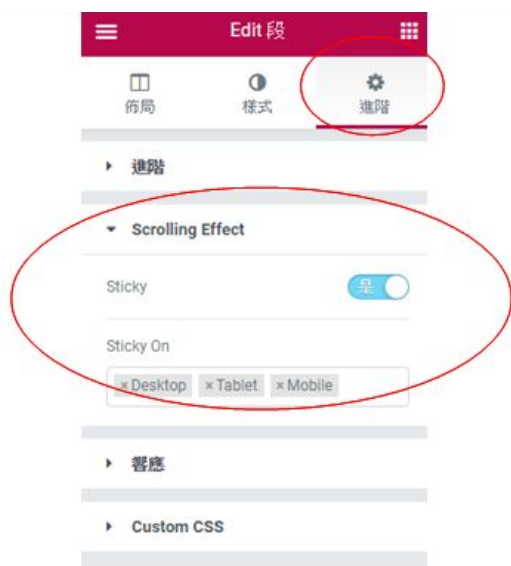 Edit 段
佈局 樣式 進階
進階
Scrolling Effect
Sticky 是
Sticky On
×Desktop ×Tablet ×Mobile
響應
Custom CSS